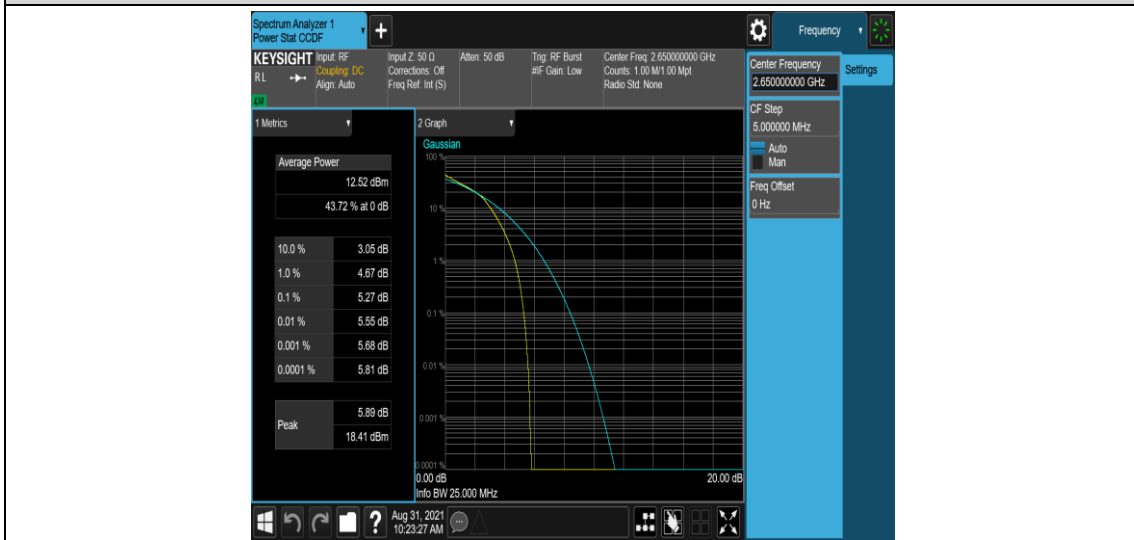 Spectrum Analyzer 1
Power Stat CCDF
+
Frequency
KEYSIGHT
Input: RF
Coupling: DC
Align: Auto
RL
LXI
Input Z: 50 Ω
Corrections: Off
Freq Ref: Int (S)
Atten: 50 dB
Trig: RF Burst
#IF Gain: Low
Center Freq: 2.650000000 GHz
Counts: 1.00 M/1.00 Mpt
Radio Std: None
Center Frequency
2.650000000 GHz
Settings
CF Step
5.000000 MHz
Auto
Man
Freq Offset
0 Hz
1 Metrics
Average Power
12.52 dBm
43.72 % at 0 dB
10.0 % 3.05 dB
1.0 % 4.67 dB
0.1 % 5.27 dB
0.01 % 5.55 dB
0.001 % 5.68 dB
0.0001 % 5.81 dB
Peak
5.89 dB
18.41 dBm
2 Graph
Gaussian
100 %
10 %
1 %
0.1 %
0.01 %
0.001 %
0.0001 %
0.00 dB 20.00 dB
Info BW 25.000 MHz
?
Aug 31, 2021
10:23:27 AM